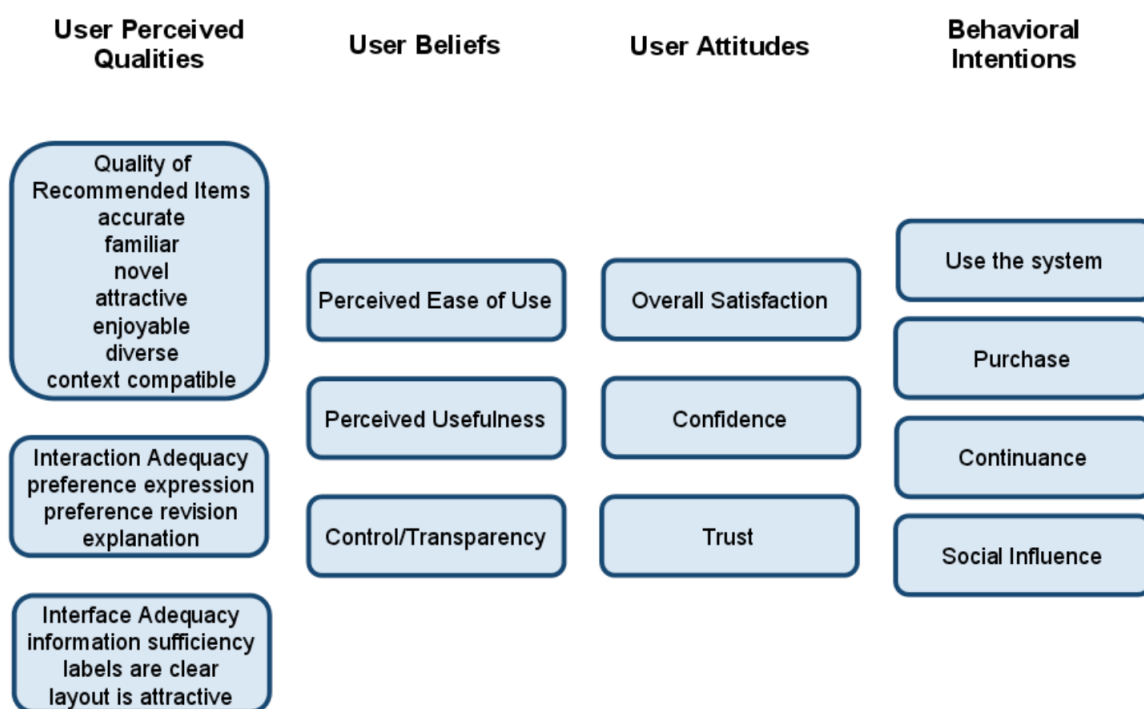 User Perceived
Qualities
User Beliefs
User Attitudes
Behavioral
Intentions
Quality of
Recommended Items
accurate
familiar
novel
attractive
enjoyable
diverse
context compatible
Interaction Adequacy
preference expression
preference revision
explanation
Interface Adequacy
information sufficiency
labels are clear
layout is attractive
Perceived Ease of Use
Perceived Usefulness
Control/Transparency
Overall Satisfaction
Confidence
Trust
Use the system
Purchase
Continuance
Social Influence